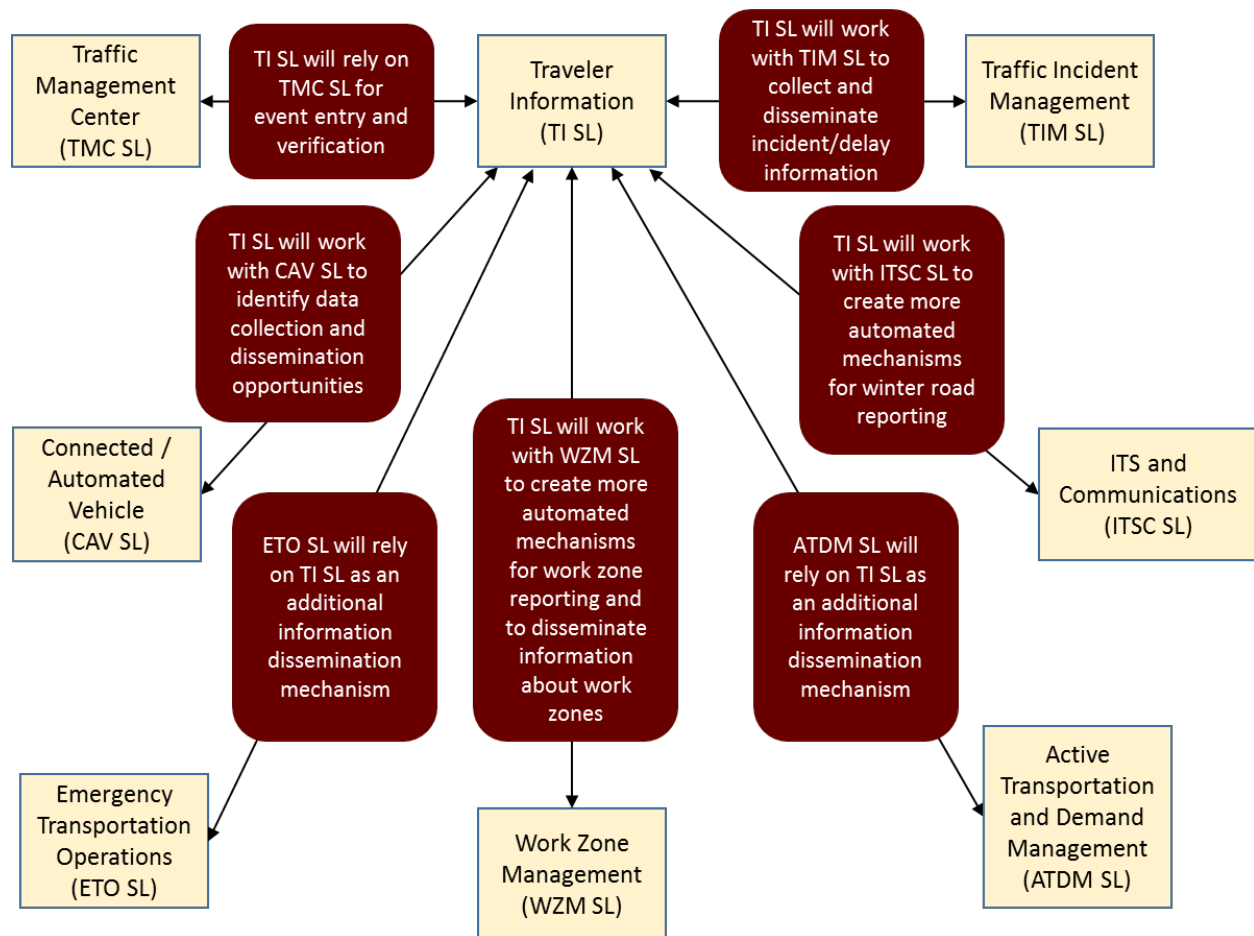 Traffic
Management
Center
(TMC SL)
TI SL will rely on
TMC SL for
event entry and
verification
Traveler
Information
(TI SL)
TI SL will work
with TIM SL to
collect and
disseminate
incident/delay
information
Traffic Incident
Management
(TIM SL)
TI SL will work
with CAV SL to
identify data
collection and
dissemination
opportunities
TI SL will work
with ITSC SL to
create more
automated
mechanisms
for winter road
reporting
Connected /
Automated
Vehicle
(CAV SL)
ETO SL will rely
on TI SL as an
additional
information
dissemination
mechanism
TI SL will work
with WZM SL
to create more
automated
mechanisms
for work zone
reporting and
to disseminate
information
about work
zones
ATDM SL will
rely on TI SL as
an additional
information
dissemination
mechanism
ITS and
Communications
(ITSC SL)
Emergency
Transportation
Operations
(ETO SL)
Work Zone
Management
(WZM SL)
Active
Transportation
and Demand
Management
(ATDM SL)